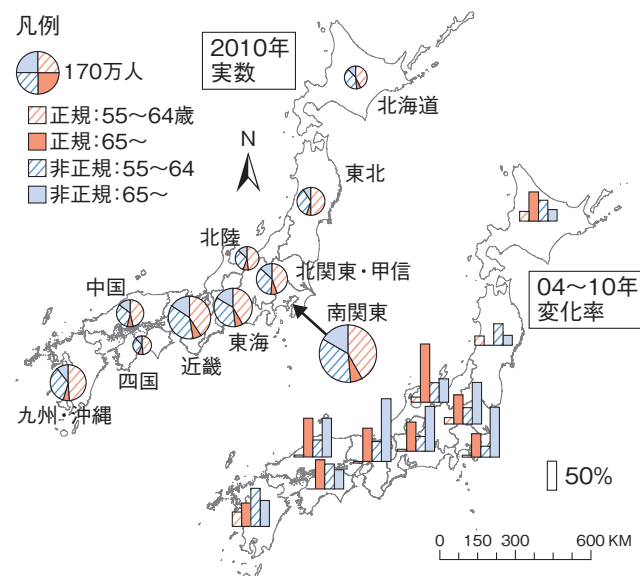 凡例
170万人
正規：55～64歳
正規：65～
非正規：55～64
非正規：65～
2010年
実数
N
北海道
東北
北陸
北関東・甲信
中国
南関東
東海
近畿
四国
九州・沖縄
04～10年
変化率
50%
0 150 300 600 KM